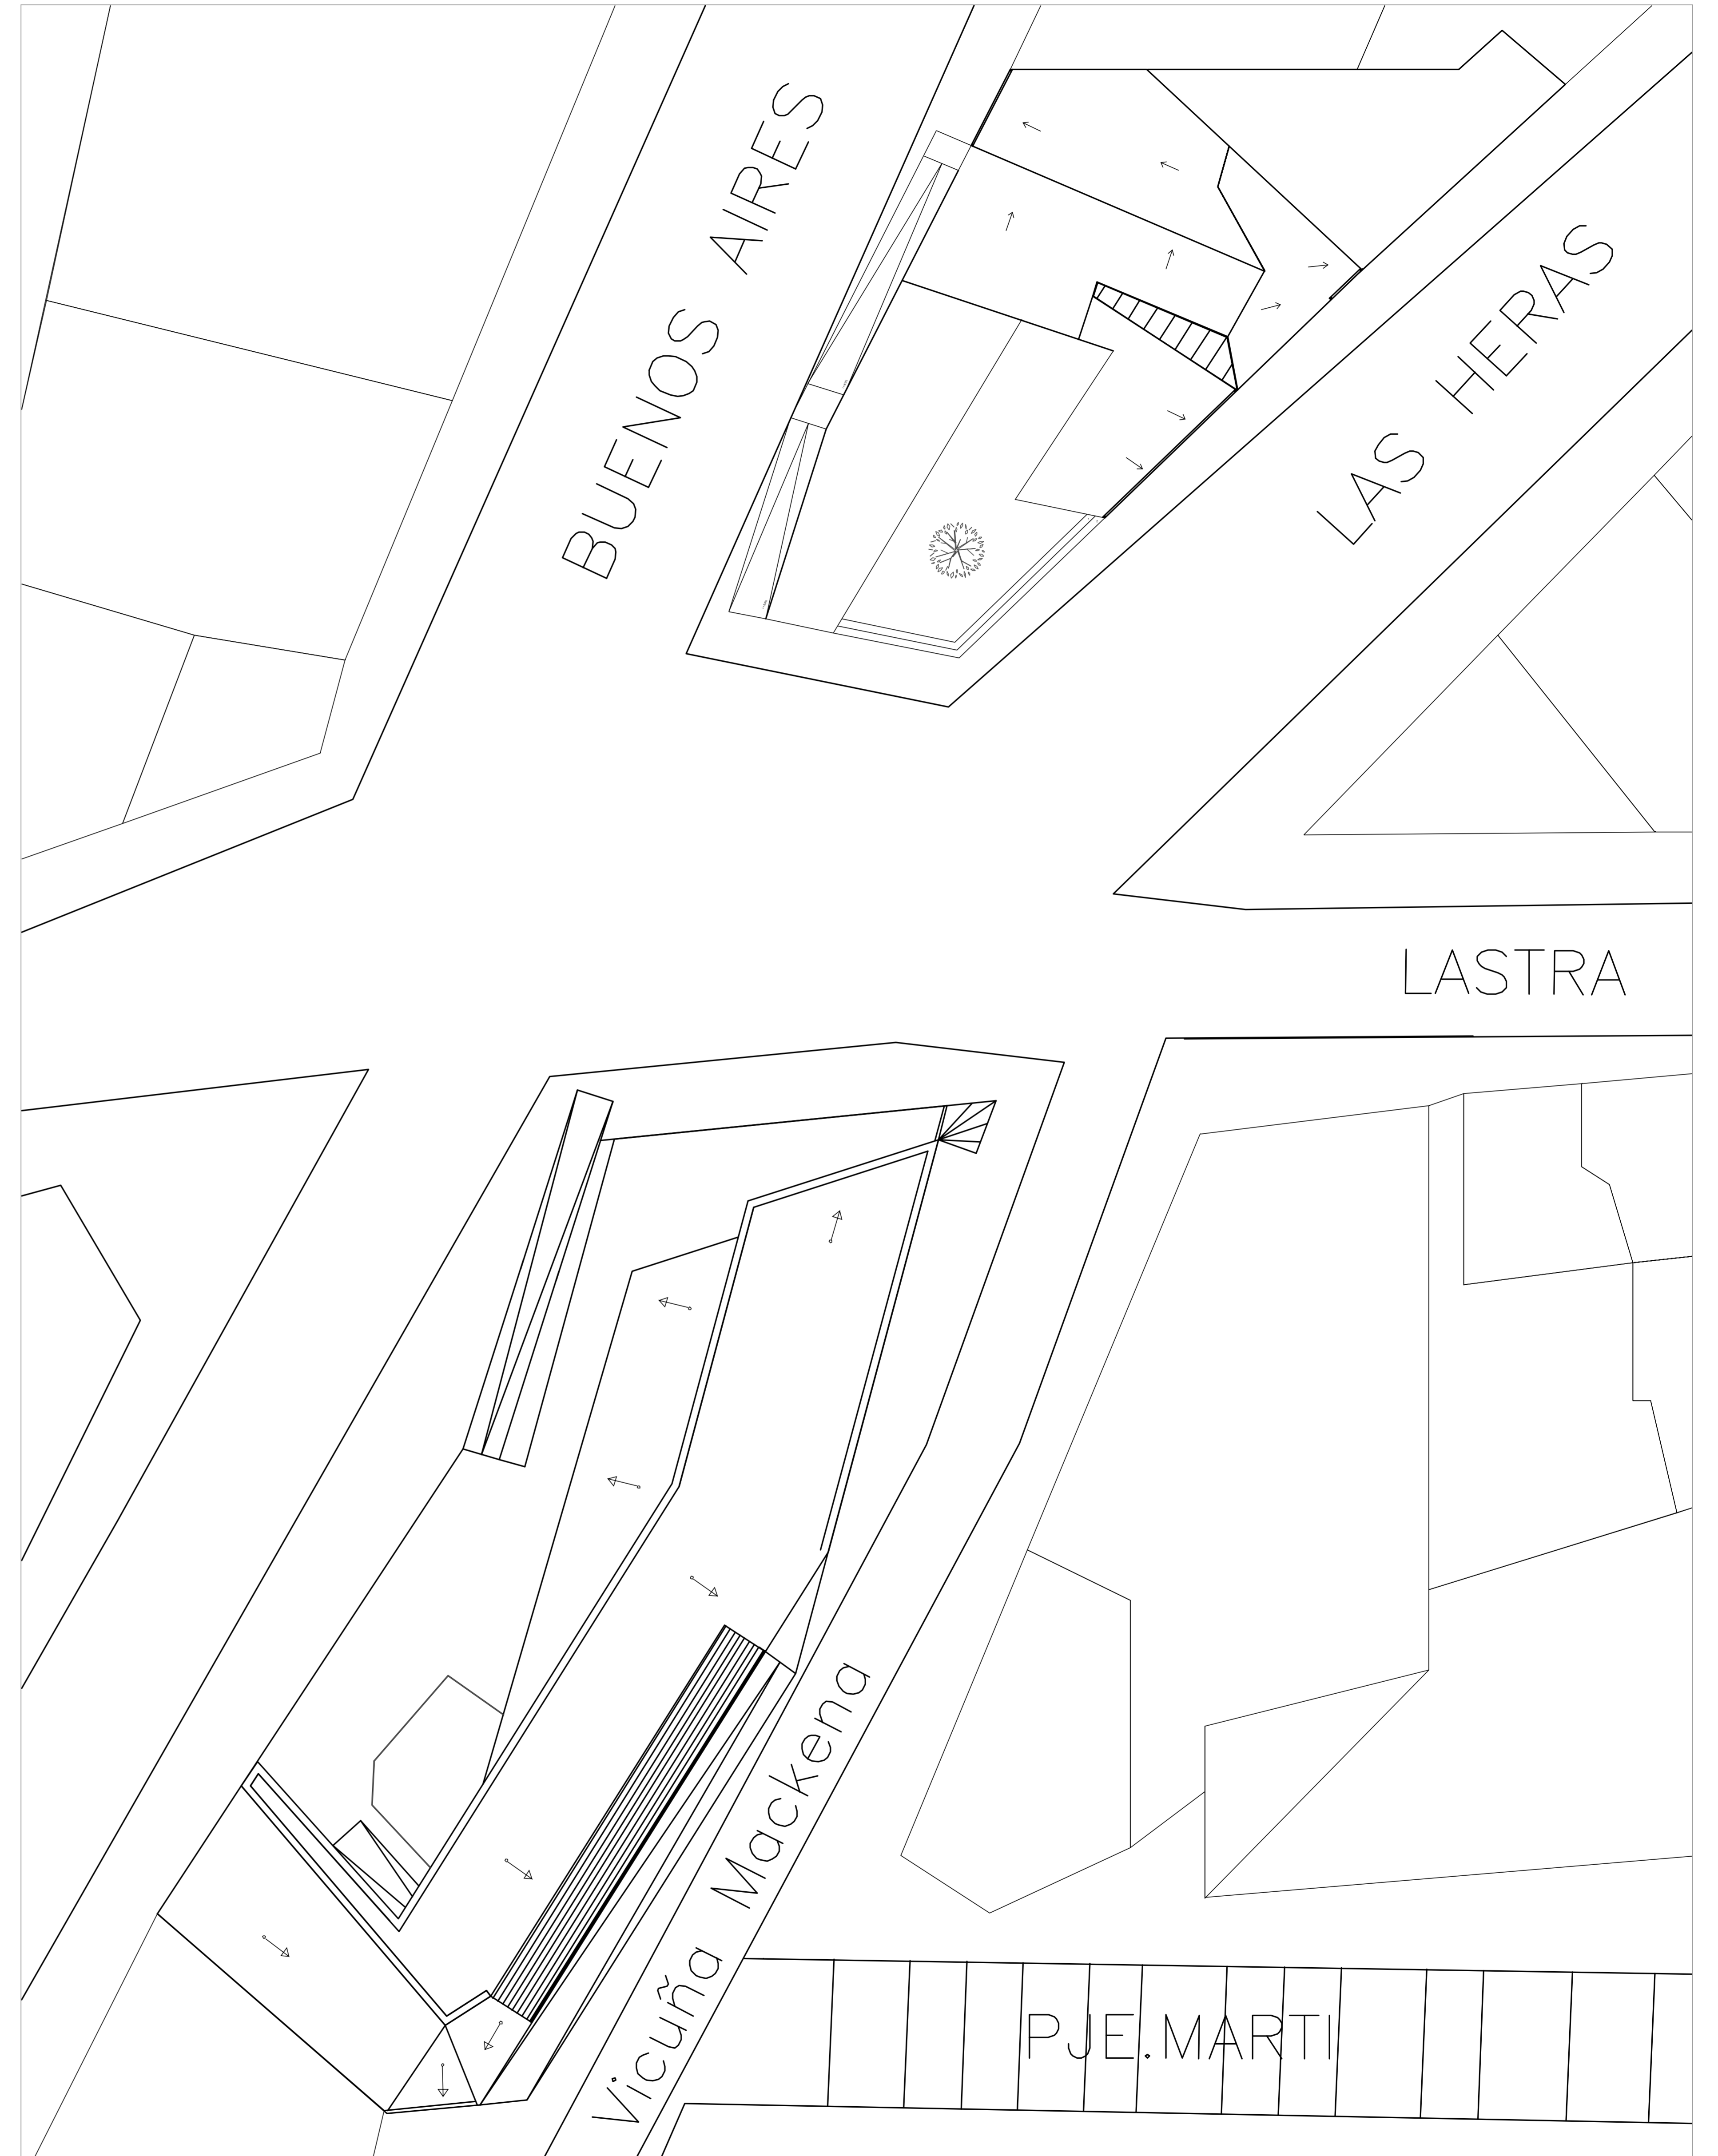 BUENOS AIRES
LAS HERAS
LASTRA
Vicuña Mackena
PJE. MARTI